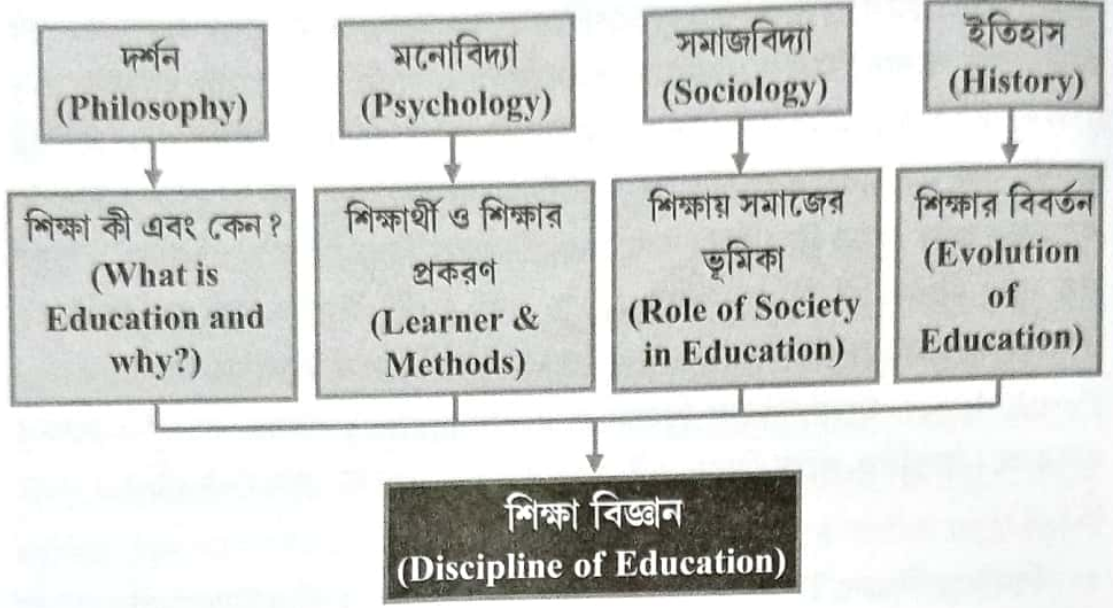 দর্শন
(Philosophy)
মনোবিদ্যা
(Psychology)
সমাজবিদ্যা
(Sociology)
ইতিহাস
(History)
শিক্ষা কী এবং কেন?
(What is
Education and
why?)
শিক্ষার্থী ও শিক্ষার
প্রকরণ
(Learner &
Methods)
শিক্ষায় সমাজের
ভূমিকা
(Role of Society
in Education)
শিক্ষার বিবর্তন
(Evolution
of
Education)
শিক্ষা বিজ্ঞান
(Discipline of Education)